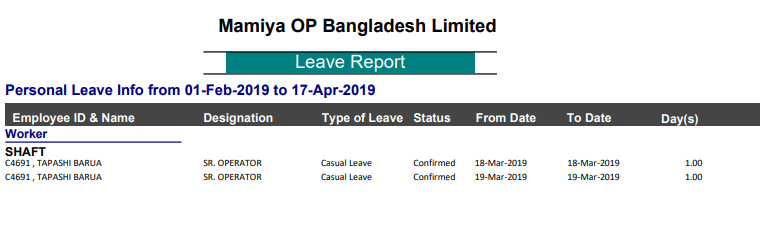 Mamiya OP Bangladesh Limited
Leave Report
Personal Leave Info from 01-Feb-2019 to 17-Apr-2019
Employee ID & Name Designation Type of Leave Status From Date To Date Day(s)
Worker
SHAFT
C4691 , TAPASHI BARUA SR. OPERATOR Casual Leave Confirmed 18-Mar-2019 18-Mar-2019 1.00
C4691 , TAPASHI BARUA SR. OPERATOR Casual Leave Confirmed 19-Mar-2019 19-Mar-2019 1.00